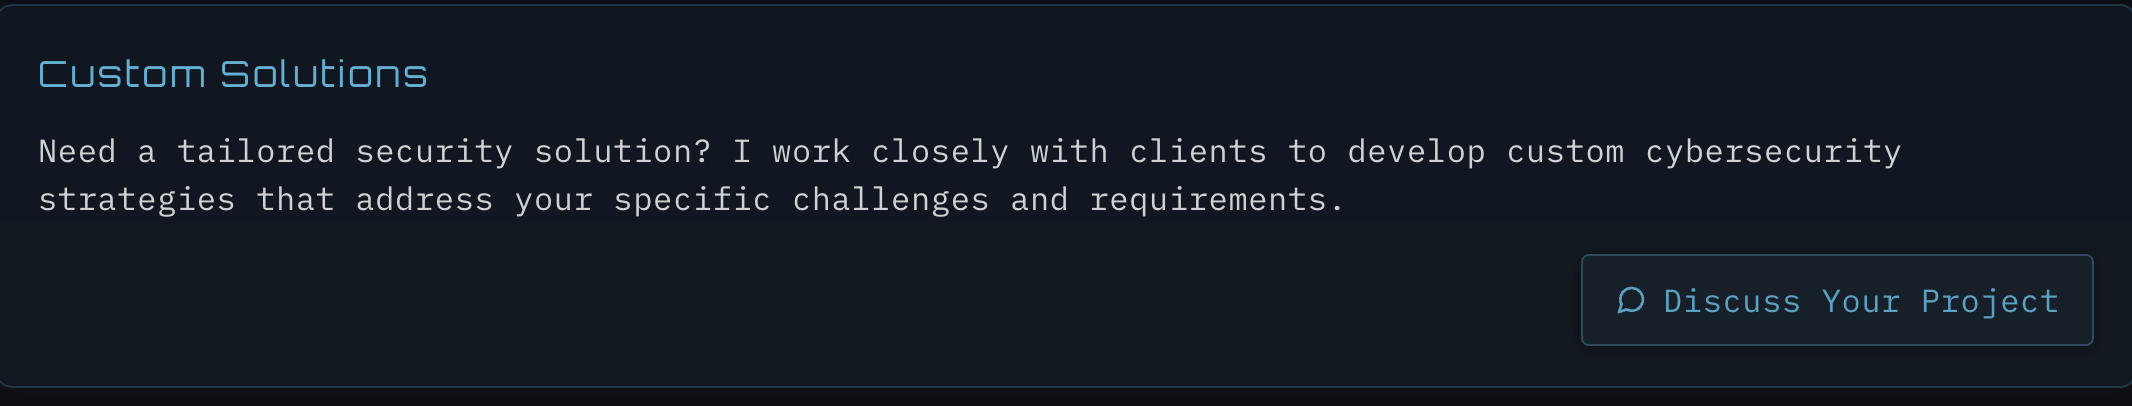 Custom Solutions
Need a tailored security solution? I work closely with clients to develop custom cybersecurity
strategies that address your specific challenges and requirements.
Discuss Your Project